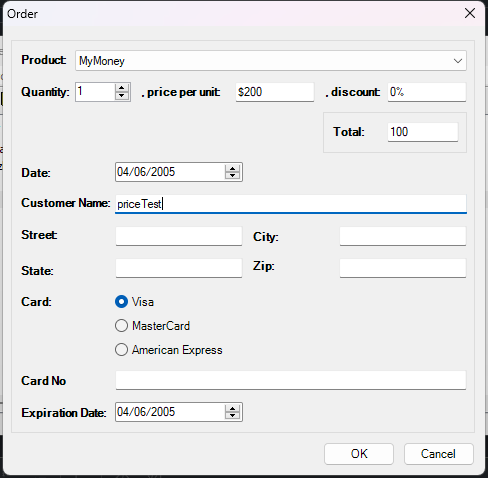 Order
Product: MyMoney
Quantity: 1 , price per unit: $200 , discount: 0%
Total: 100
Date: 04/06/2005
Customer Name: priceTest
Street: City:
State: Zip:
Card: Visa
MasterCard
American Express
Card No
Expiration Date: 04/06/2005
OK Cancel